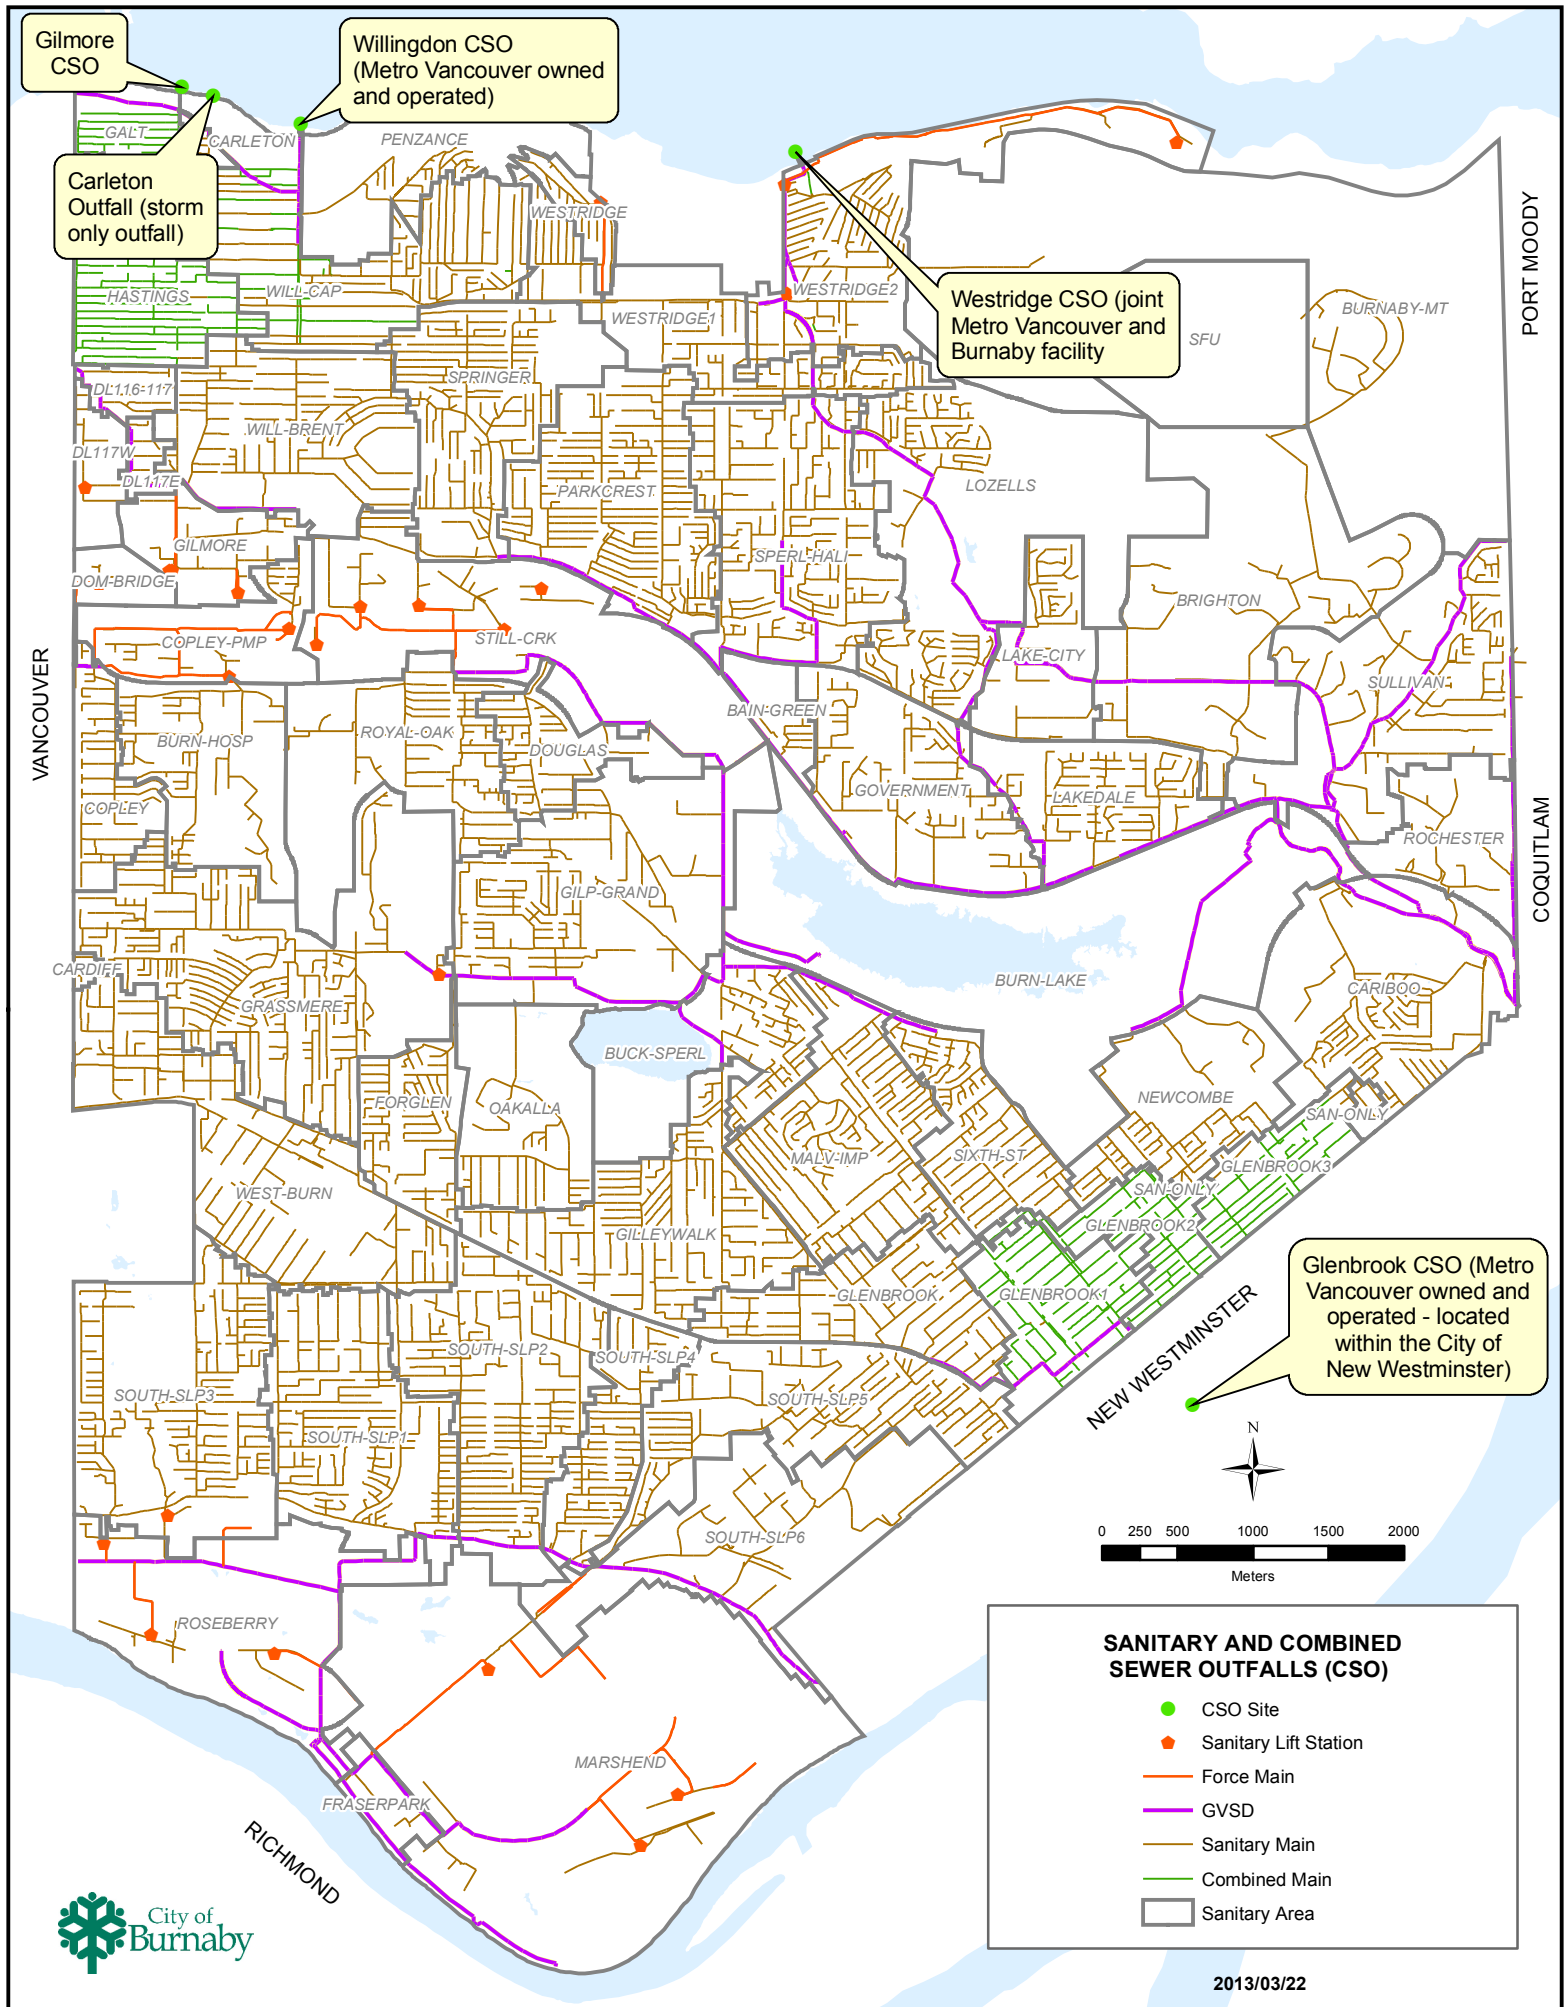 Gilmore
CSO
Willingdon CSO
(Metro Vancouver owned
and operated)
GALT
CARLETON
PENZANCE
Carleton
Outfall (storm
only outfall)
WESTRIDGE
PORT MOODY
HASTINGS
WILL-CAP
WESTRIDGE1
WESTRIDGE2
Westridge CSO (joint
Metro Vancouver and
Burnaby facility
SFU
BURNABY-MT
DL116-117
SPRINGER
WILL-BRENT
DL117W
DL117E
PARKCREST
LOZELLS
GILMORE
SPERL-HALI
DOM-BRIDGE
BRIGHTON
COPLEY-PMP
STILL-CRK
LAKE-CITY
SULLIVAN
VANCOUVER
BURN-HOSP
ROYAL-OAK
DOUGLAS
BAIN-GREEN
COPLEY
GOVERNMENT
LAKEDALE
ROCHESTER
COQUITLAM
GILP-GRAND
CARDIFF
GRASSMERE
BURN-LAKE
CARIBOO
BUCK-SPERL
FORGLEN
OAKALLA
NEWCOMBE
SAN-ONLY
MALV-IMP
SIXTH-ST
GLENBROOK3
WEST-BURN
SAN-ONLY
GILLEYWALK
GLENBROOK2
GLENBROOK
GLENBROOK1
Glenbrook CSO (Metro
Vancouver owned and
operated - located
within the City of
New Westminster)
NEW WESTMINSTER
SOUTH-SLP2
SOUTH-SLP4
SOUTH-SLP3
SOUTH-SLP5
SOUTH-SLP1
N
SOUTH-SLP6
0 250 500 1000 1500 2000
Meters
ROSEBERRY
MARSHEND
FRASERPARK
RICHMOND
SANITARY AND COMBINED
SEWER OUTFALLS (CSO)
CSO Site
Sanitary Lift Station
Force Main
GVSD
Sanitary Main
Combined Main
Sanitary Area
City of
Burnaby
2013/03/22